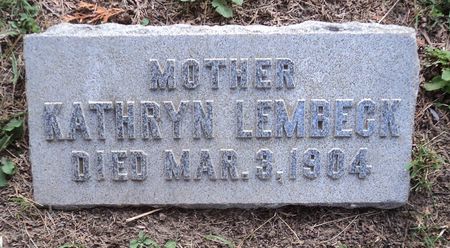 MOTHER
KATHRYN LEMBECK
DIED MAR. 3, 1904